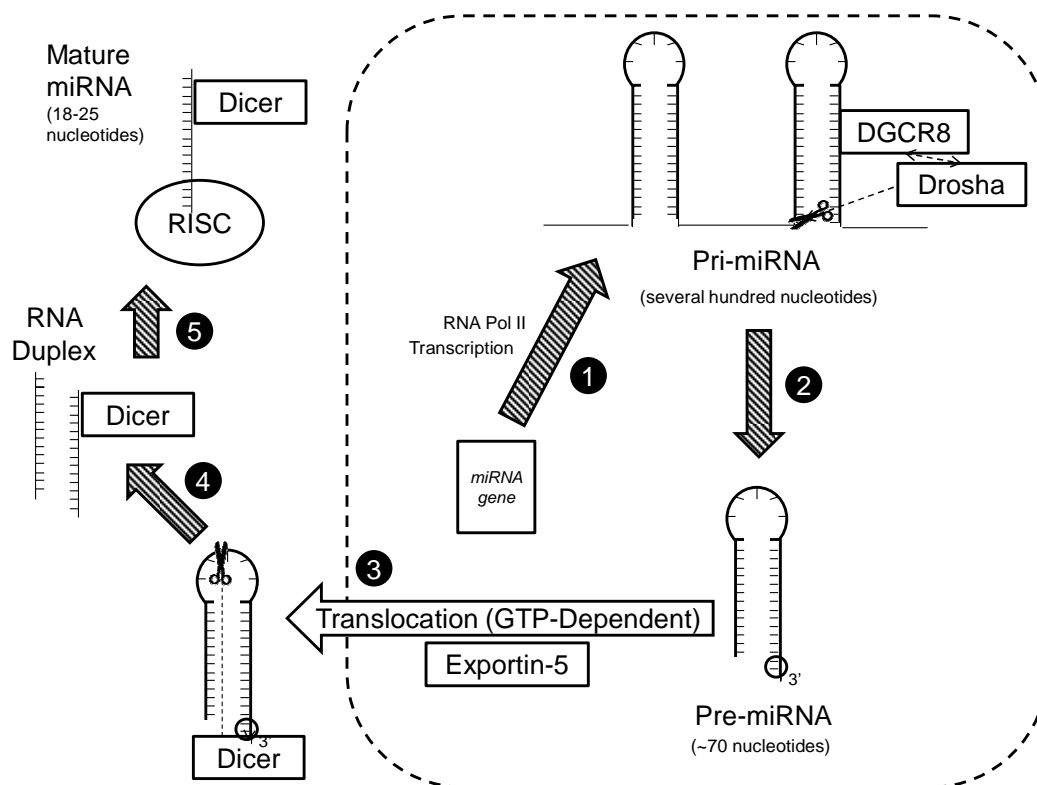 Mature
miRNA
(18-25
nucleotides)
Dicer
RISC
5
RNA
Duplex
Dicer
4
3'
Dicer
DGCR8
Drosha
Pri-miRNA
(several hundred nucleotides)
RNA Pol II
Transcription
1
2
miRNA
gene
3
Translocation (GTP-Dependent)
Exportin-5
3'
Pre-miRNA
(~70 nucleotides)